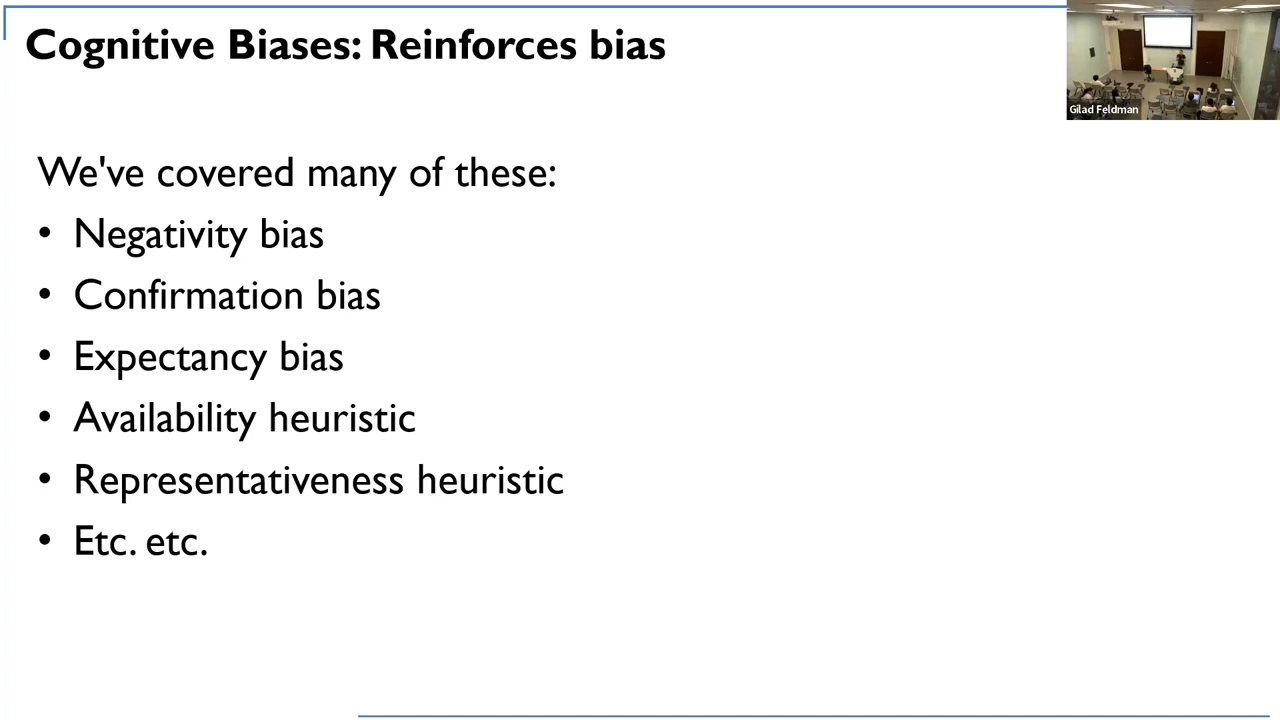 Cognitive Biases: Reinforces bias
Gilad Feldman
We've covered many of these:
• Negativity bias
• Confirmation bias
• Expectancy bias
• Availability heuristic
• Representativeness heuristic
• Etc. etc.